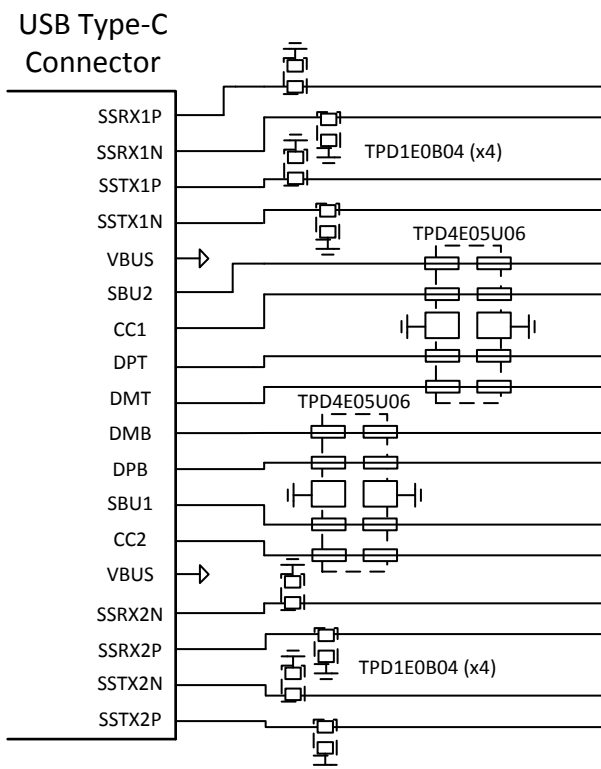 USB Type-C
Connector
SSRX1P
SSRX1N
TPD1E0B04 (x4)
SSTX1P
SSTX1N
TPD4E05U06
VBUS
SBU2
CC1
DPT
DMT
TPD4E05U06
DMB
DPB
SBU1
CC2
VBUS
SSRX2N
SSRX2P
TPD1E0B04 (x4)
SSTX2N
SSTX2P